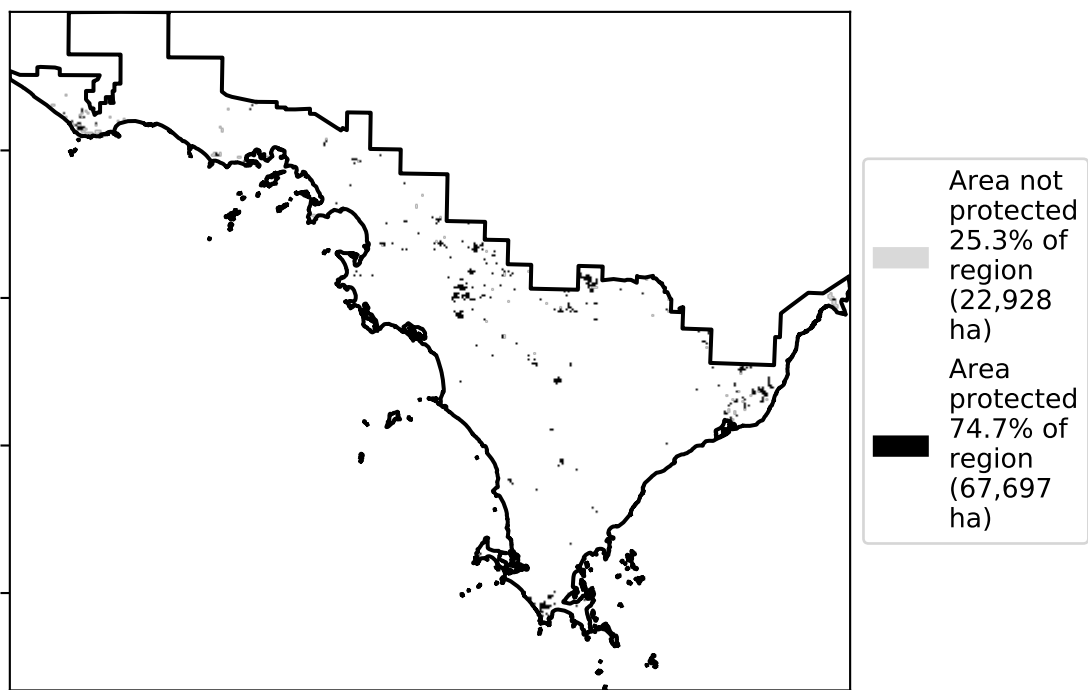 Area not
protected
25.3% of
region
(22,928
ha)
Area
protected
74.7% of
region
(67,697
ha)